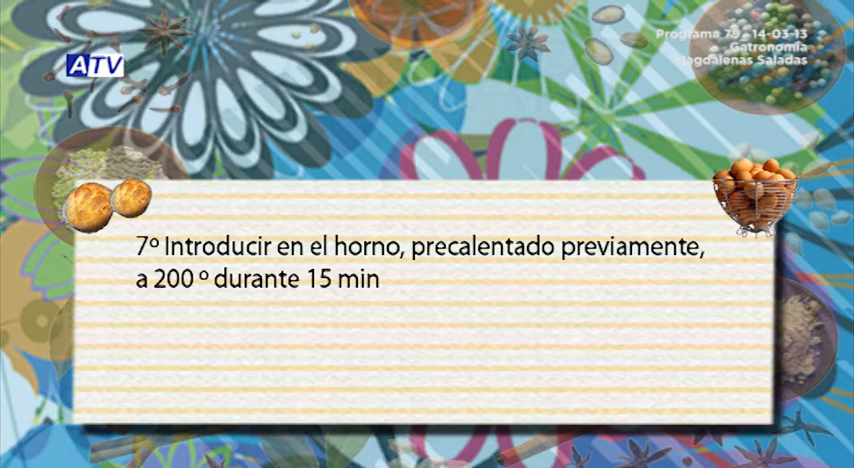 Programa 79 - 14-03-13
Gatronomía
Magdalenas Saladas
ATV
7º Introducir en el horno, precalentado previamente,
a 200 º durante 15 min